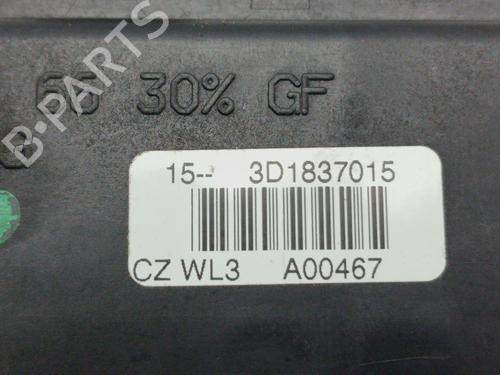 66 30% GF
B-PARTS
15-- 3D1837015
CZ WL3 A00467